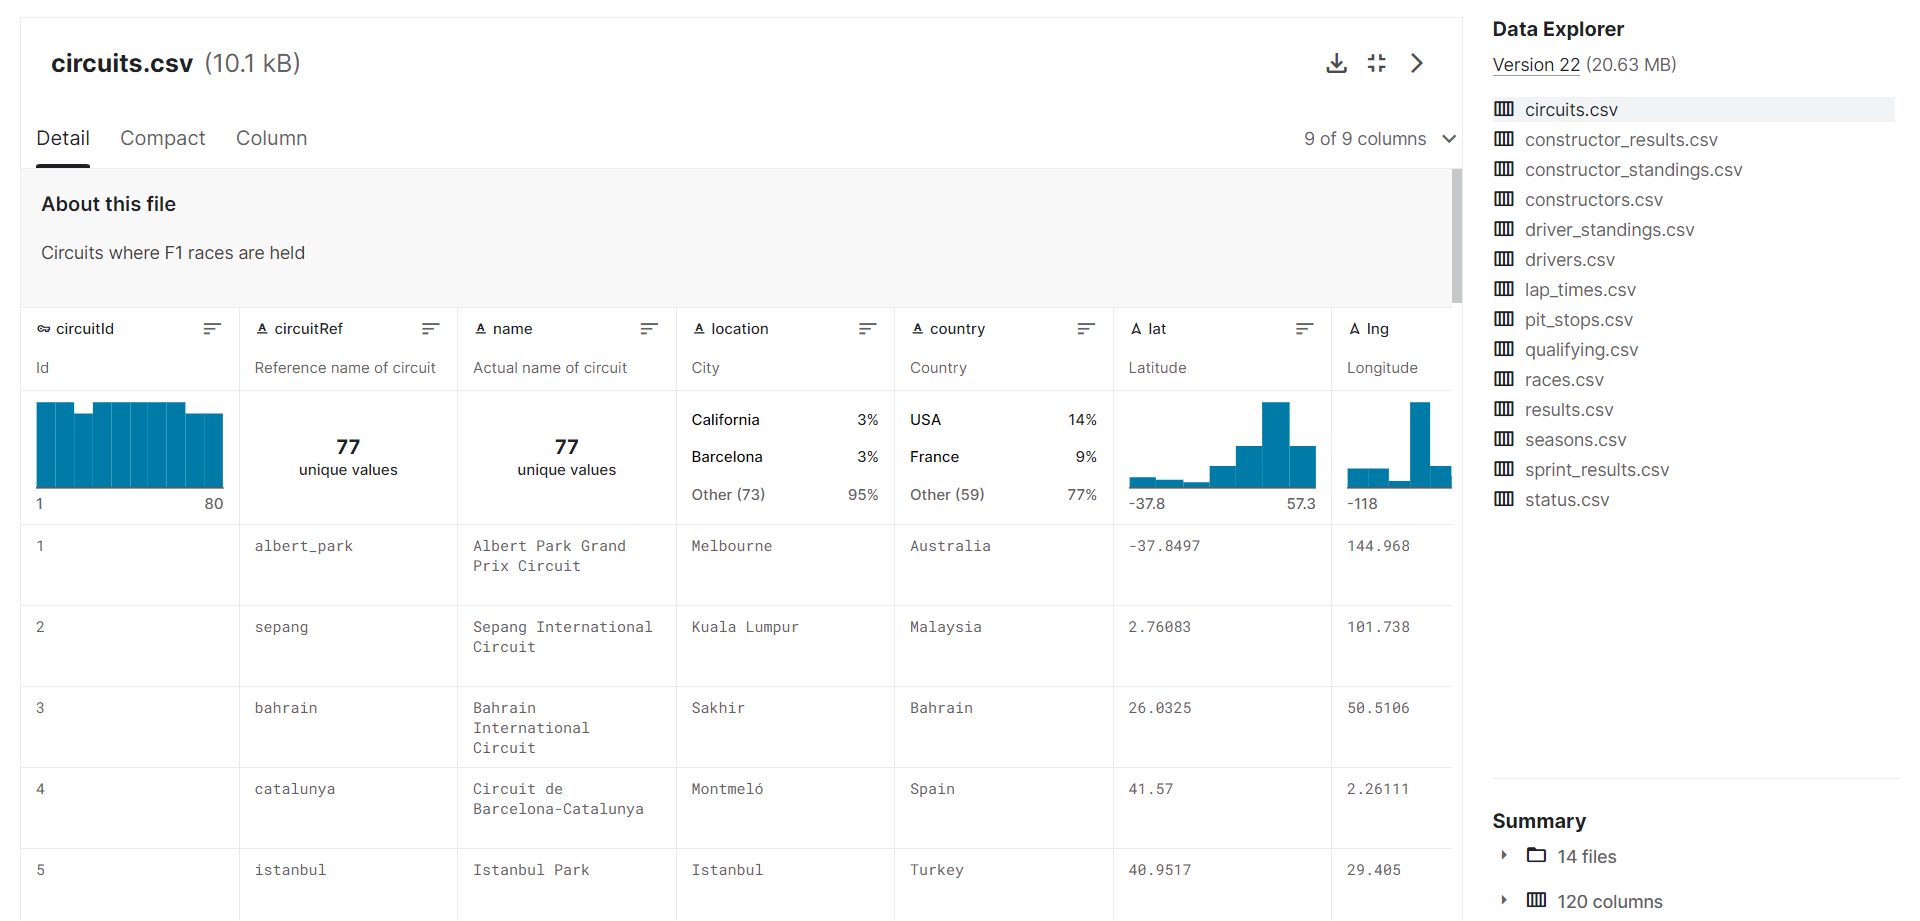 circuits.csv (10.1 kB)
Detail Compact Column 9 of 9 columns
About this file
Circuits where F1 races are held
circuitId circuitRef name location country lat lng
Id Reference name of circuit Actual name of circuit City Country Latitude Longitude
California 3% USA 14%
77 77
unique values unique values
Barcelona 3% France 9%
Other (73) 95% Other (59) 77%
1 80 -37.8 57.3 -118
1 albert_park Albert Park Grand Melbourne Australia -37.8497 144.968
Prix Circuit
2 sepang Sepang International Kuala Lumpur Malaysia 2.76083 101.738
Circuit
3 bahrain Bahrain Sakhir Bahrain 26.0325 50.5106
International
Circuit
4 catalunya Circuit de Montmeló Spain 41.57 2.26111
Barcelona-Catalunya
5 istanbul Istanbul Park Istanbul Turkey 40.9517 29.405
Data Explorer
Version 22 (20.63 MB)
circuits.csv
constructor_results.csv
constructor_standings.csv
constructors.csv
driver_standings.csv
drivers.csv
lap_times.csv
pit_stops.csv
qualifying.csv
races.csv
results.csv
seasons.csv
sprint_results.csv
status.csv
Summary
14 files
120 columns